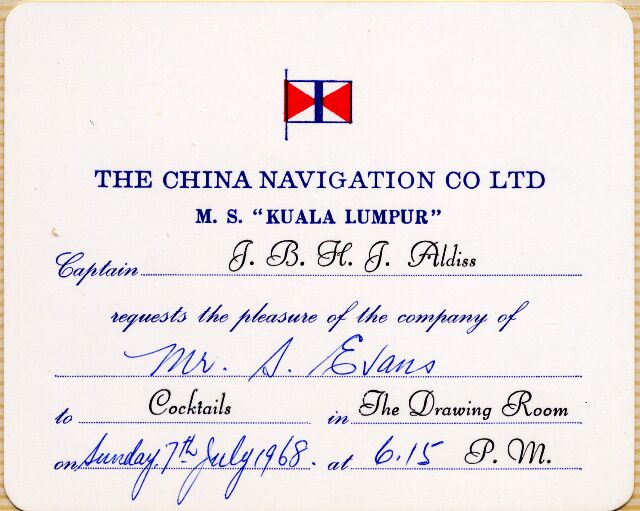 THE CHINA NAVIGATION CO LTD
M. S. "KUALA LUMPUR"
Captain J. B. H. J. Aldiss
requests the pleasure of the company of
Mr. S. Evans
to Cocktails in The Drawing Room
on Sunday, 7th July 1968. at 6.15 P. M.